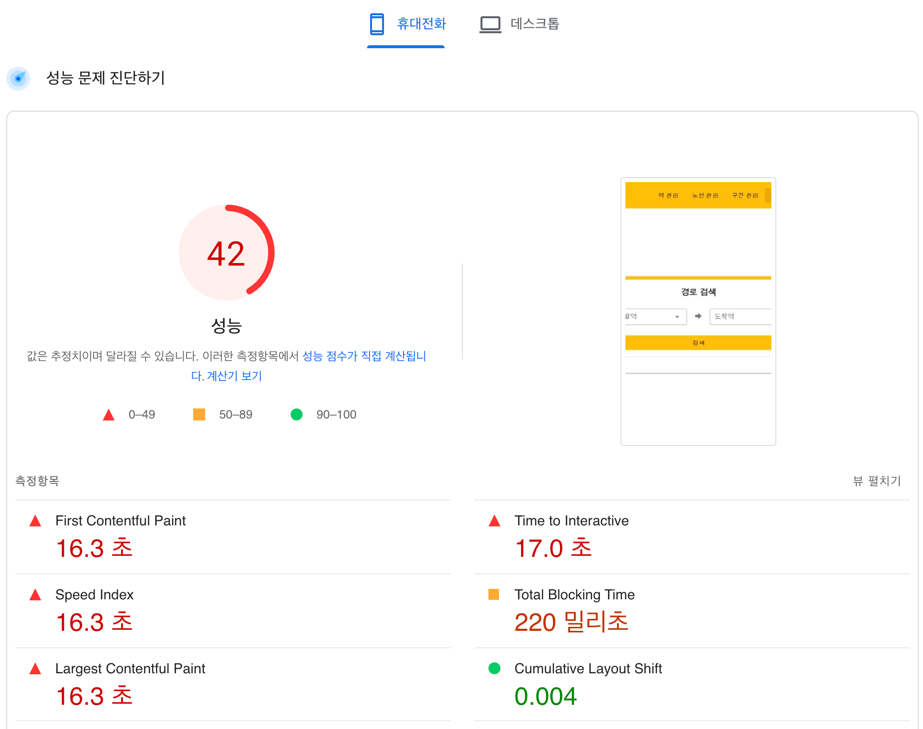 휴대전화 데스크톱
성능 문제 진단하기
42
성능
값은 추정치이며 달라질 수 있습니다. 이러한 측정항목에서 성능 점수가 직접 계산됩니
다. 계산기 보기
0–49 50–89 90–100
역 관리 노선 관리 구간 관리
경로 검색
발역 도착역
검색
측정항목 뷰 펼치기
First Contentful Paint
16.3 초
Time to Interactive
17.0 초
Speed Index
16.3 초
Total Blocking Time
220 밀리초
Largest Contentful Paint
16.3 초
Cumulative Layout Shift
0.004